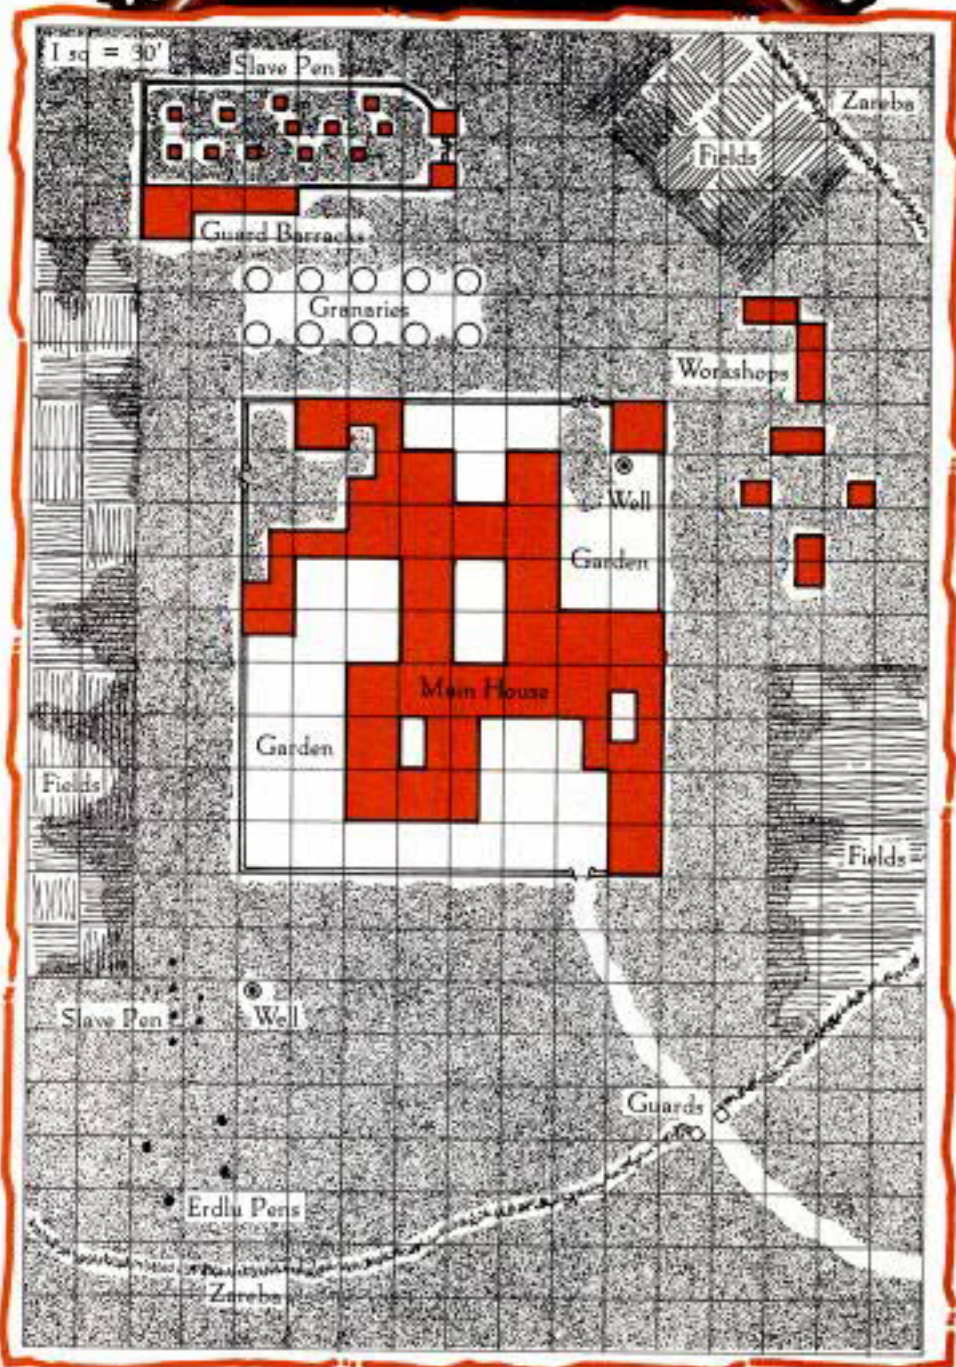 1 sq = 30'
Slave Pen
Zareba
Fields
Guard Barracks
Granaries
Workshops
Well
Garden
Main House
Garden
Fields
Fields
Slave Pen
Well
Guards
Erdlu Pens
Zareba